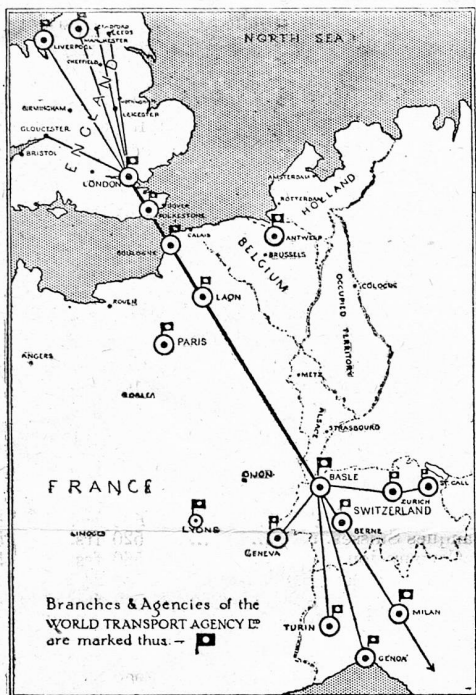 NORTH SEA
BRADFORD
LEEDS
MANCHESTER
LIVERPOOL
SHEFFIELD
BIRMINGHAM
LEICESTER
GLOUCESTER
BRISTOL
ENGLAND
LONDON
DOVER
FOLKESTONE
CALAIS
BOULOGNE
AMSTERDAM
ROTTERDAM
HOLLAND
ANTWERP
BRUSSELS
BELGIUM
COLOGNE
OCCUPIED TERRITORY
LAON
ROUEN
PARIS
ANGERS
METZ
ALSACE
STRASBOURG
DIJON
BASLE
ST. GALL
ZURICH
SWITZERLAND
BERNE
FRANCE
LYONS
LIMOGES
GENEVA
MILAN
TURIN
GENOA
Branches & Agencies of the
WORLD TRANSPORT AGENCY LD
are marked thus.-